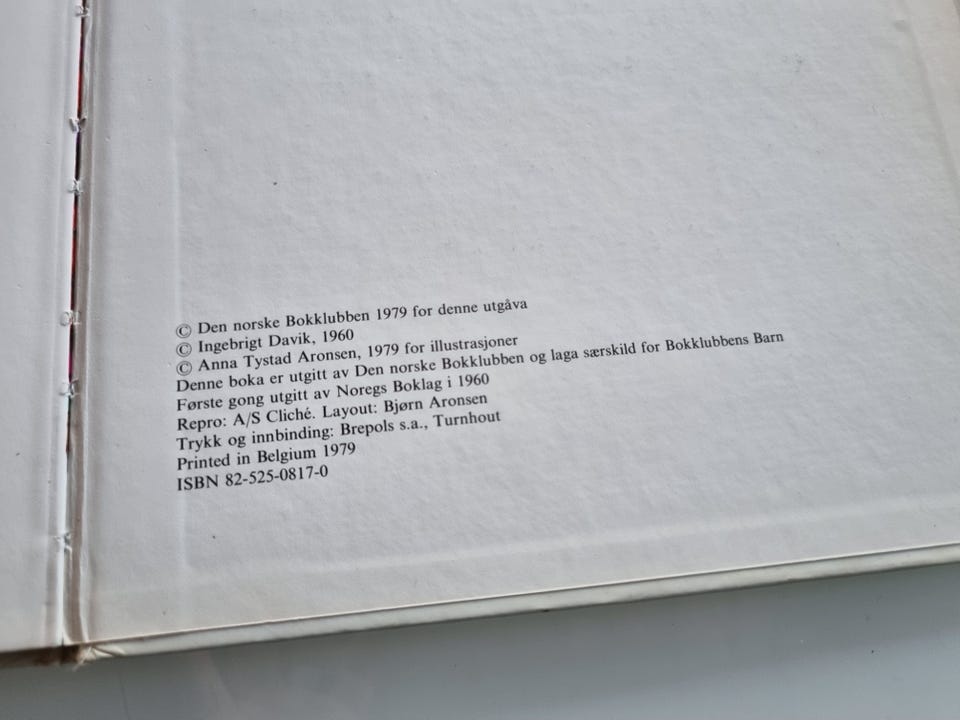 © Den norske Bokklubben 1979 for denne utgåva
© Ingebrigt Davik, 1960
© Anna Tystad Aronsen, 1979 for illustrasjoner
Denne boka er utgitt av Den norske Bokklubben og laga særskild for Bokklubbens Barn
Første gong utgitt av Noregs Boklag i 1960
Repro: A/S Cliché. Layout: Bjørn Aronsen
Trykk og innbinding: Brepols s.a., Turnhout
Printed in Belgium 1979
ISBN 82-525-0817-0